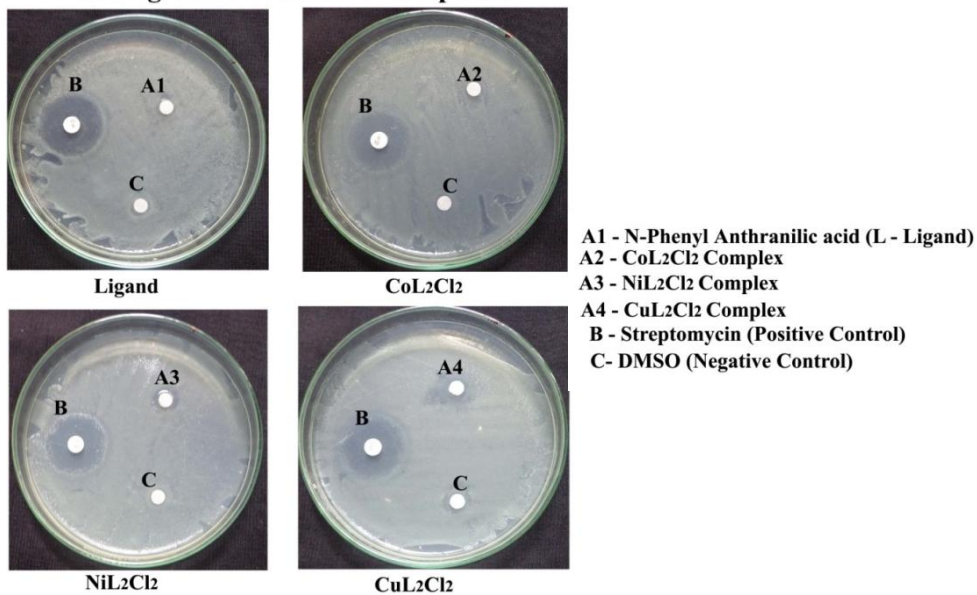 B
A1
C
Ligand
A2
B
C
CoL2Cl2
A3
B
C
NiL2Cl2
A4
B
C
CuL2Cl2
A1 - N-Phenyl Anthranilic acid (L - Ligand)
A2 - CoL2Cl2 Complex
A3 - NiL2Cl2 Complex
A4 - CuL2Cl2 Complex
B - Streptomycin (Positive Control)
C- DMSO (Negative Control)